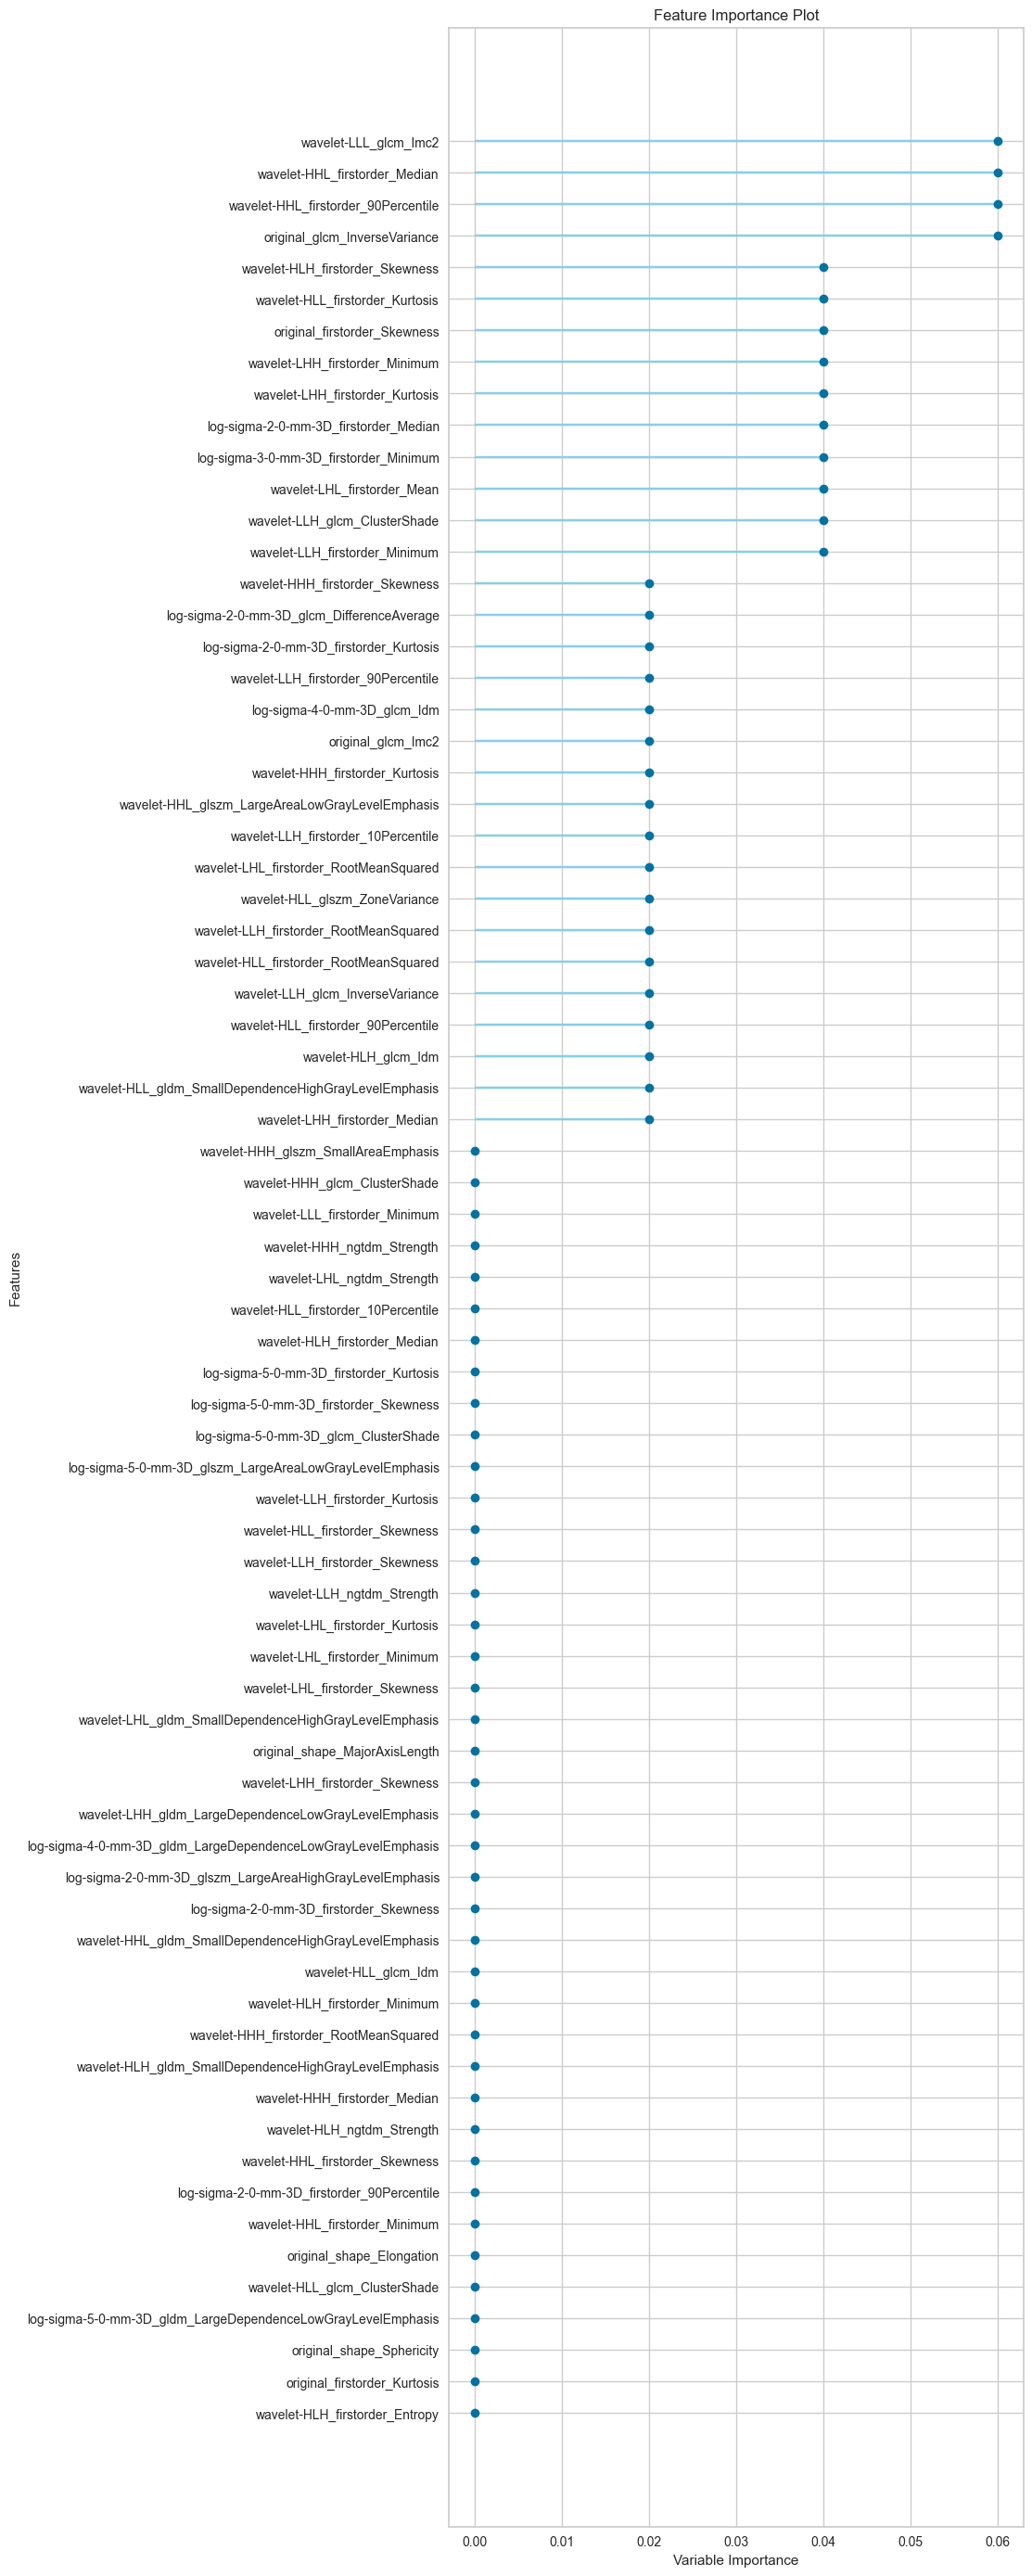 Feature Importance Plot
wavelet-LLL_glcm_Imc2
wavelet-HHL_firstorder_Median
wavelet-HHL_firstorder_90Percentile
original_glcm_InverseVariance
wavelet-HLH_firstorder_Skewness
wavelet-HLL_firstorder_Kurtosis
original_firstorder_Skewness
wavelet-LHH_firstorder_Minimum
wavelet-LHH_firstorder_Kurtosis
log-sigma-2-0-mm-3D_firstorder_Median
log-sigma-3-0-mm-3D_firstorder_Minimum
wavelet-LHL_firstorder_Mean
wavelet-LLH_glcm_ClusterShade
wavelet-LLH_firstorder_Minimum
wavelet-HHH_firstorder_Skewness
log-sigma-2-0-mm-3D_glcm_DifferenceAverage
log-sigma-2-0-mm-3D_firstorder_Kurtosis
wavelet-LLH_firstorder_90Percentile
log-sigma-4-0-mm-3D_glcm_Idm
original_glcm_Imc2
wavelet-HHH_firstorder_Kurtosis
wavelet-HHL_glszm_LargeAreaLowGrayLevelEmphasis
wavelet-LLH_firstorder_10Percentile
wavelet-LHL_firstorder_RootMeanSquared
wavelet-HLL_glszm_ZoneVariance
wavelet-LLH_firstorder_RootMeanSquared
wavelet-HLL_firstorder_RootMeanSquared
wavelet-LLH_glcm_InverseVariance
wavelet-HLL_firstorder_90Percentile
wavelet-HLH_glcm_Idm
wavelet-HLL_gldm_SmallDependenceHighGrayLevelEmphasis
wavelet-LHH_firstorder_Median
wavelet-HHH_glszm_SmallAreaEmphasis
wavelet-HHH_glcm_ClusterShade
wavelet-LLL_firstorder_Minimum
wavelet-HHH_ngtdm_Strength
wavelet-LHL_ngtdm_Strength
wavelet-HLL_firstorder_10Percentile
wavelet-HLH_firstorder_Median
log-sigma-5-0-mm-3D_firstorder_Kurtosis
log-sigma-5-0-mm-3D_firstorder_Skewness
log-sigma-5-0-mm-3D_glcm_ClusterShade
log-sigma-5-0-mm-3D_glszm_LargeAreaLowGrayLevelEmphasis
wavelet-LLH_firstorder_Kurtosis
wavelet-HLL_firstorder_Skewness
wavelet-LLH_firstorder_Skewness
wavelet-LLH_ngtdm_Strength
wavelet-LHL_firstorder_Kurtosis
wavelet-LHL_firstorder_Minimum
wavelet-LHL_firstorder_Skewness
wavelet-LHL_gldm_SmallDependenceHighGrayLevelEmphasis
original_shape_MajorAxisLength
wavelet-LHH_firstorder_Skewness
wavelet-LHH_gldm_LargeDependenceLowGrayLevelEmphasis
log-sigma-4-0-mm-3D_gldm_LargeDependenceLowGrayLevelEmphasis
log-sigma-2-0-mm-3D_glszm_LargeAreaHighGrayLevelEmphasis
log-sigma-2-0-mm-3D_firstorder_Skewness
wavelet-HHL_gldm_SmallDependenceHighGrayLevelEmphasis
wavelet-HLL_glcm_Idm
wavelet-HLH_firstorder_Minimum
wavelet-HHH_firstorder_RootMeanSquared
wavelet-HLH_gldm_SmallDependenceHighGrayLevelEmphasis
wavelet-HHH_firstorder_Median
wavelet-HLH_ngtdm_Strength
wavelet-HHL_firstorder_Skewness
log-sigma-2-0-mm-3D_firstorder_90Percentile
wavelet-HHL_firstorder_Minimum
original_shape_Elongation
wavelet-HLL_glcm_ClusterShade
log-sigma-5-0-mm-3D_gldm_LargeDependenceLowGrayLevelEmphasis
original_shape_Sphericity
original_firstorder_Kurtosis
wavelet-HLH_firstorder_Entropy
Features
0.00 0.01 0.02 0.03 0.04 0.05 0.06
Variable Importance